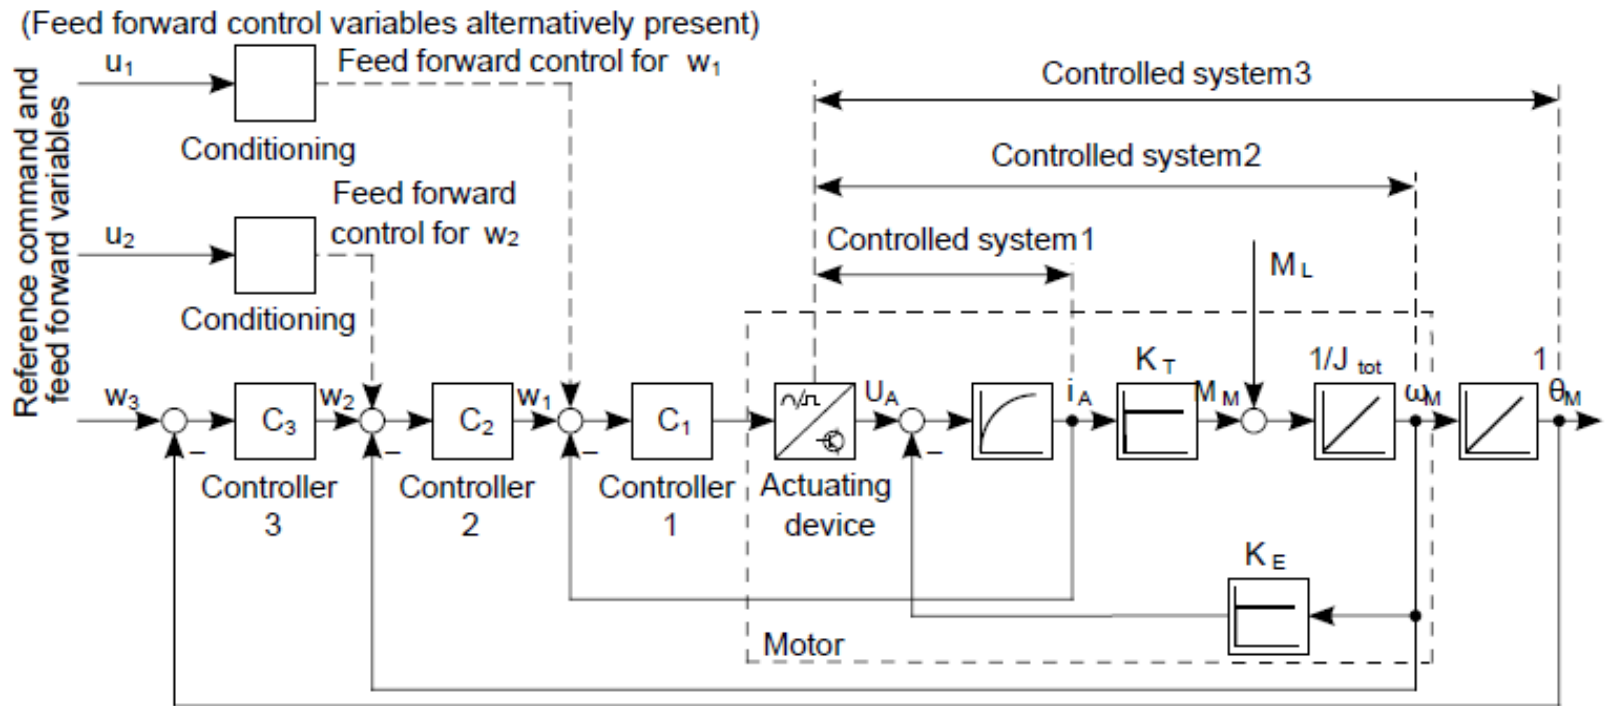 (Feed forward control variables alternatively present)
Reference command and
feed forward variables
u1
Feed forward control for w1
Conditioning
Controlled system3
Controlled system2
Feed forward
control for w2
u2
Conditioning
Controlled system1
ML
w3
C3
w2
C2
w1
C1
UA
iA
KT
MM
1/J tot
ωM
1
θM
–
–
–
–
Controller
3
Controller
2
Controller
1
Actuating
device
KE
Motor